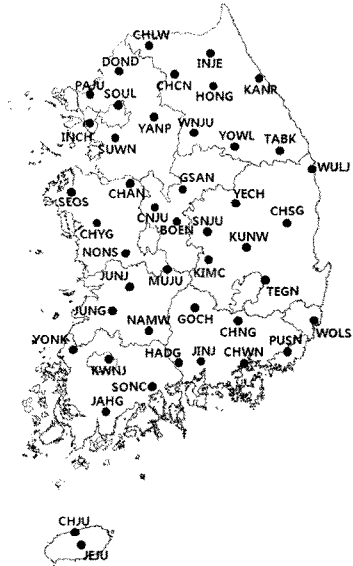 CHLW
INJE
DOND
CHCN
PAJU
SOUL
HONG
KANR
INCH
YANP
WNJU
SUWN
YOWL
TABK
WULJ
GSAN
CHAN
SEOS
YECH
CNJU
SNJU
CHSG
CHYG
BOEN
KUNW
NONS
KIMC
JUNJ
MUJU
TEGN
JUNG
NAMW
GOCH
CHNG
WOLS
YONK
HADG
JINJ
CHWN
PUSN
KWNJ
SONC
JAHG
CHJU
JEJU